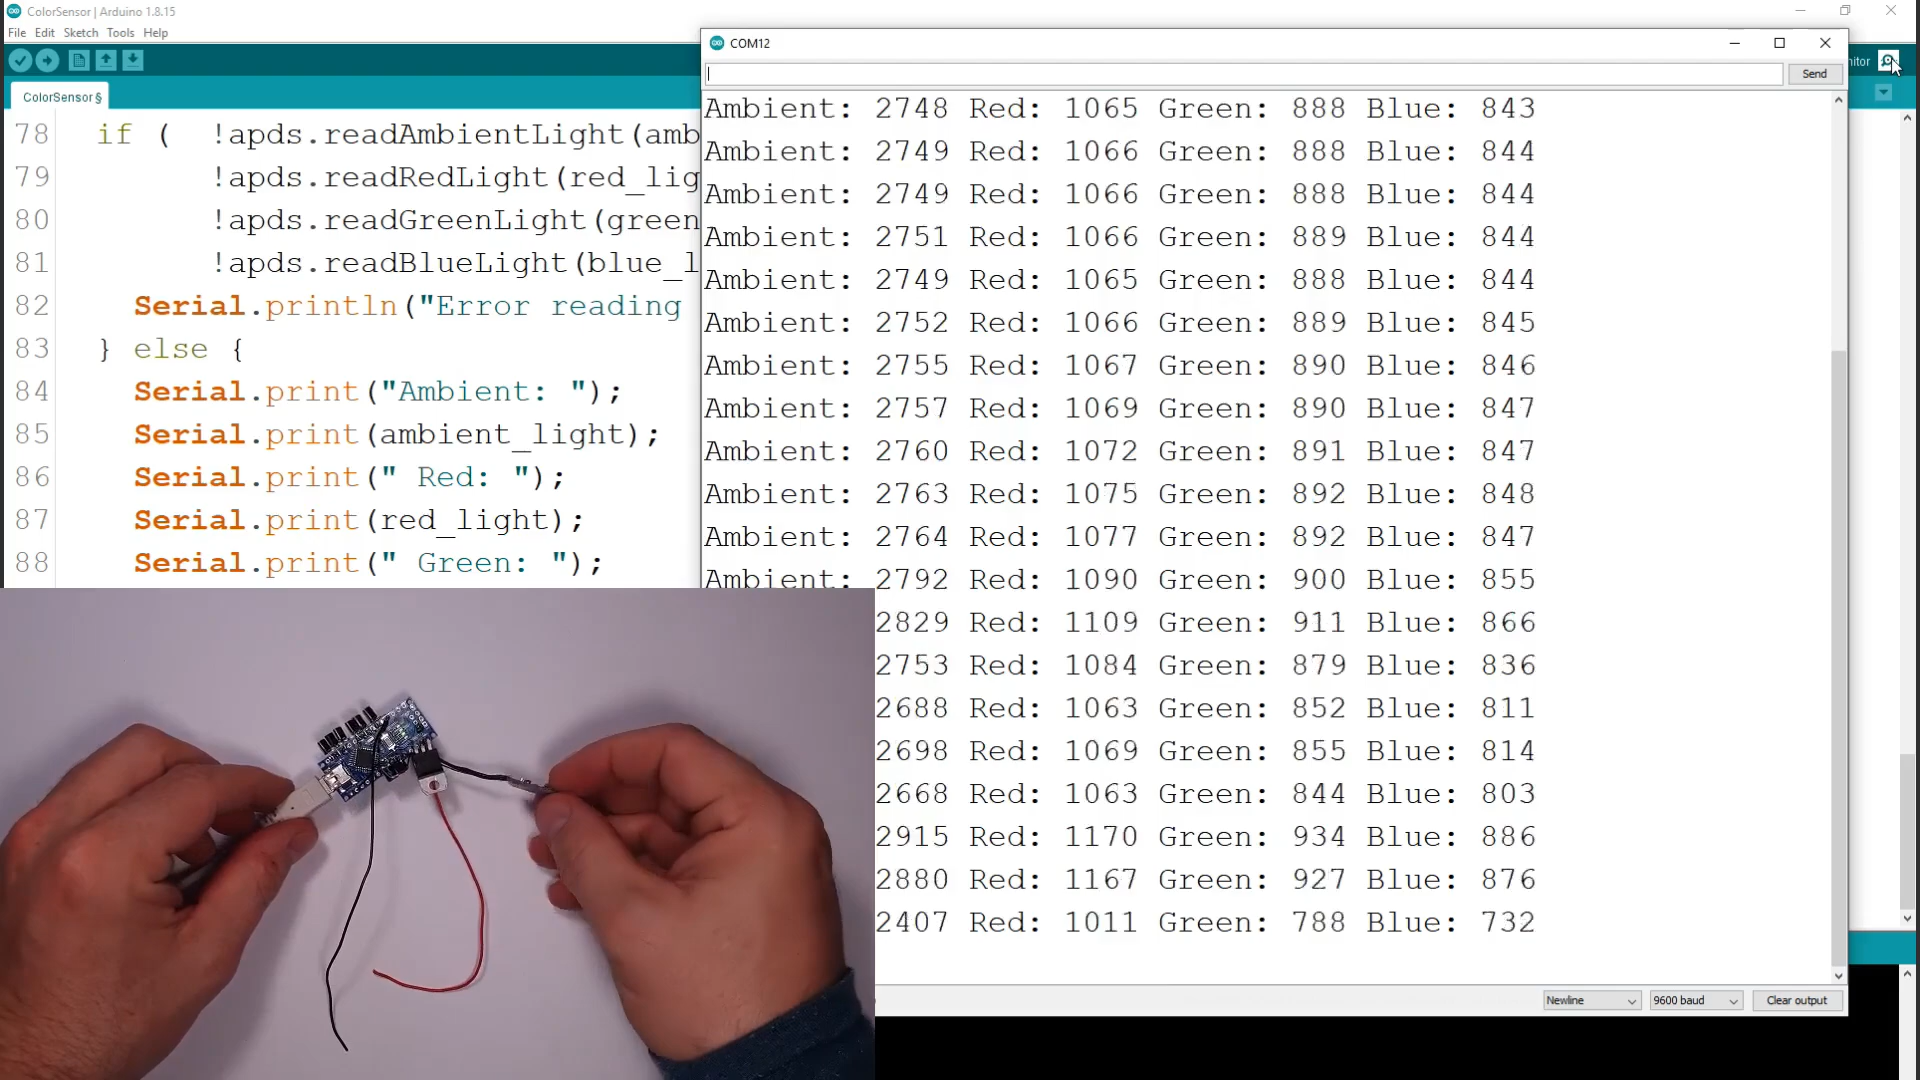 ColorSensor | Arduino 1.8.15
File Edit Sketch Tools Help
ColorSensor §
78 if ( !apds.readAmbientLight(amb
79 !apds.readRedLight(red_lig
80 !apds.readGreenLight(green
81 !apds.readBlueLight(blue_l
82 Serial.println("Error reading
83 } else {
84 Serial.print("Ambient: ");
85 Serial.print(ambient_light);
86 Serial.print(" Red: ");
87 Serial.print(red_light);
88 Serial.print(" Green: ");
COM12
Send
Ambient: 2748 Red: 1065 Green: 888 Blue: 843
Ambient: 2749 Red: 1066 Green: 888 Blue: 844
Ambient: 2749 Red: 1066 Green: 888 Blue: 844
Ambient: 2751 Red: 1066 Green: 889 Blue: 844
Ambient: 2749 Red: 1065 Green: 888 Blue: 844
Ambient: 2752 Red: 1066 Green: 889 Blue: 845
Ambient: 2755 Red: 1067 Green: 890 Blue: 846
Ambient: 2757 Red: 1069 Green: 890 Blue: 847
Ambient: 2760 Red: 1072 Green: 891 Blue: 847
Ambient: 2763 Red: 1075 Green: 892 Blue: 848
Ambient: 2764 Red: 1077 Green: 892 Blue: 847
Ambient: 2792 Red: 1090 Green: 900 Blue: 855
2829 Red: 1109 Green: 911 Blue: 866
2753 Red: 1084 Green: 879 Blue: 836
2688 Red: 1063 Green: 852 Blue: 811
2698 Red: 1069 Green: 855 Blue: 814
2668 Red: 1063 Green: 844 Blue: 803
2915 Red: 1170 Green: 934 Blue: 886
2880 Red: 1167 Green: 927 Blue: 876
2407 Red: 1011 Green: 788 Blue: 732
Newline 9600 baud Clear output
nitor